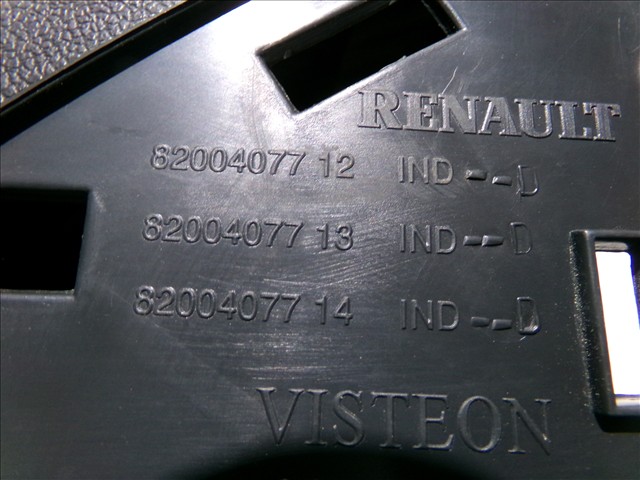 RENAULT
82004077 12 IND--D
82004077 13 IND--D
82004077 14 IND--D
VISTEON